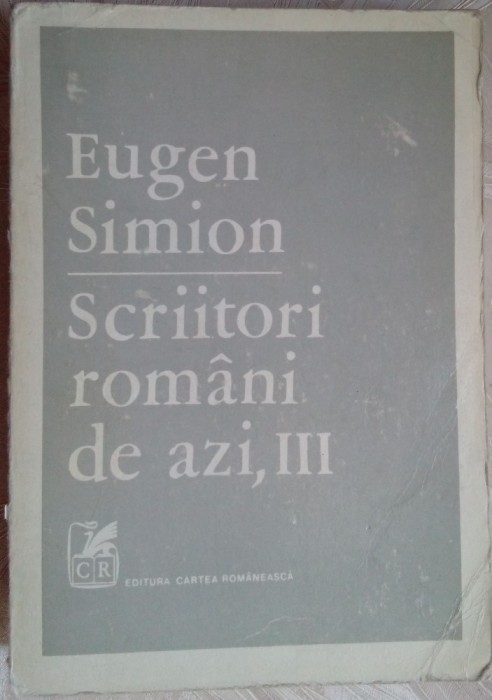 Eugen
Simion
Scriitori
români
de azi, III
CR
EDITURA CARTEA ROMÂNEASCĂ